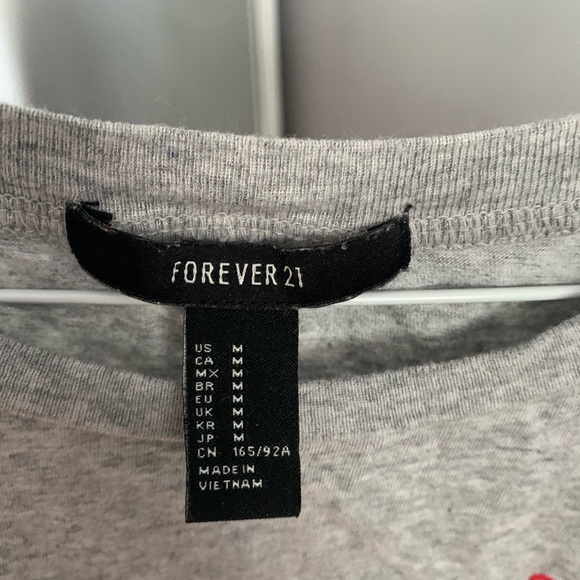 FOREVER 21
US M
CA M
MX M
BR M
EU M
UK M
KR M
JP M
CN 165/92A
MADE IN
VIETNAM